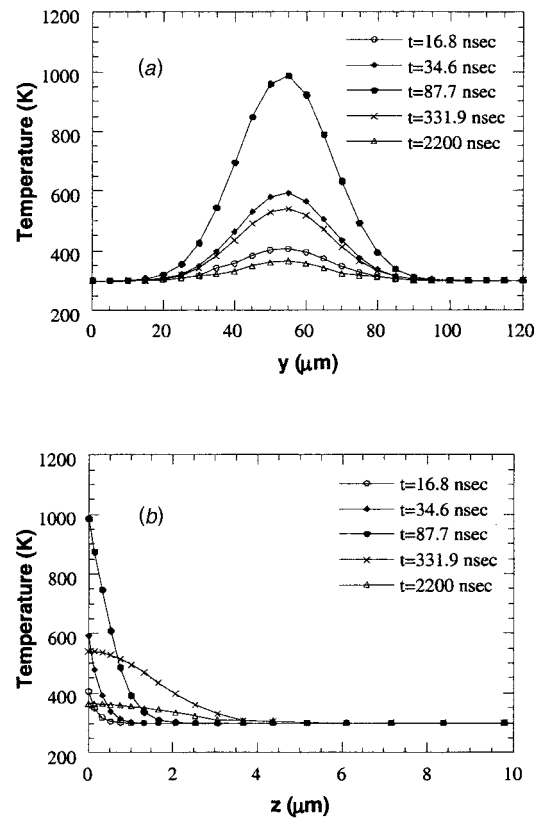 1200
1000
800
600
400
200
Temperature (K)
(a)
t=16.8 nsec
t=34.6 nsec
t=87.7 nsec
t=331.9 nsec
t=2200 nsec
0 20 40 60 80 100 120
y (μm)
1200
1000
800
600
400
200
Temperature (K)
(b)
t=16.8 nsec
t=34.6 nsec
t=87.7 nsec
t=331.9 nsec
t=2200 nsec
0 2 4 6 8 10
z (μm)